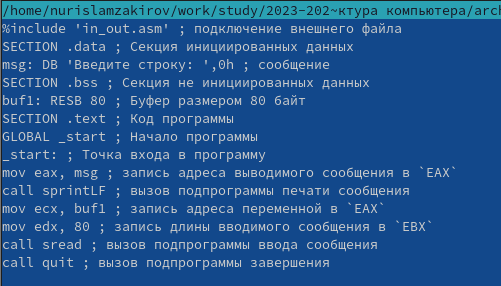 /home/nurislamzakirov/work/study/2023-202~ктура компьютера/arch
%include 'in_out.asm' ; подключение внешнего файла
SECTION .data ; Секция инициированных данных
msg: DB 'Введите строку: ',0h ; сообщение
SECTION .bss ; Секция не инициированных данных
buf1: RESB 80 ; Буфер размером 80 байт
SECTION .text ; Код программы
GLOBAL _start ; Начало программы
_start: ; Точка входа в программу
mov eax, msg ; запись адреса выводимого сообщения в `EAX`
call sprintLF ; вызов подпрограммы печати сообщения
mov ecx, buf1 ; запись адреса переменной в `EAX`
mov edx, 80 ; запись длины вводимого сообщения в `EBX`
call sread ; вызов подпрограммы ввода сообщения
call quit ; вызов подпрограммы завершения